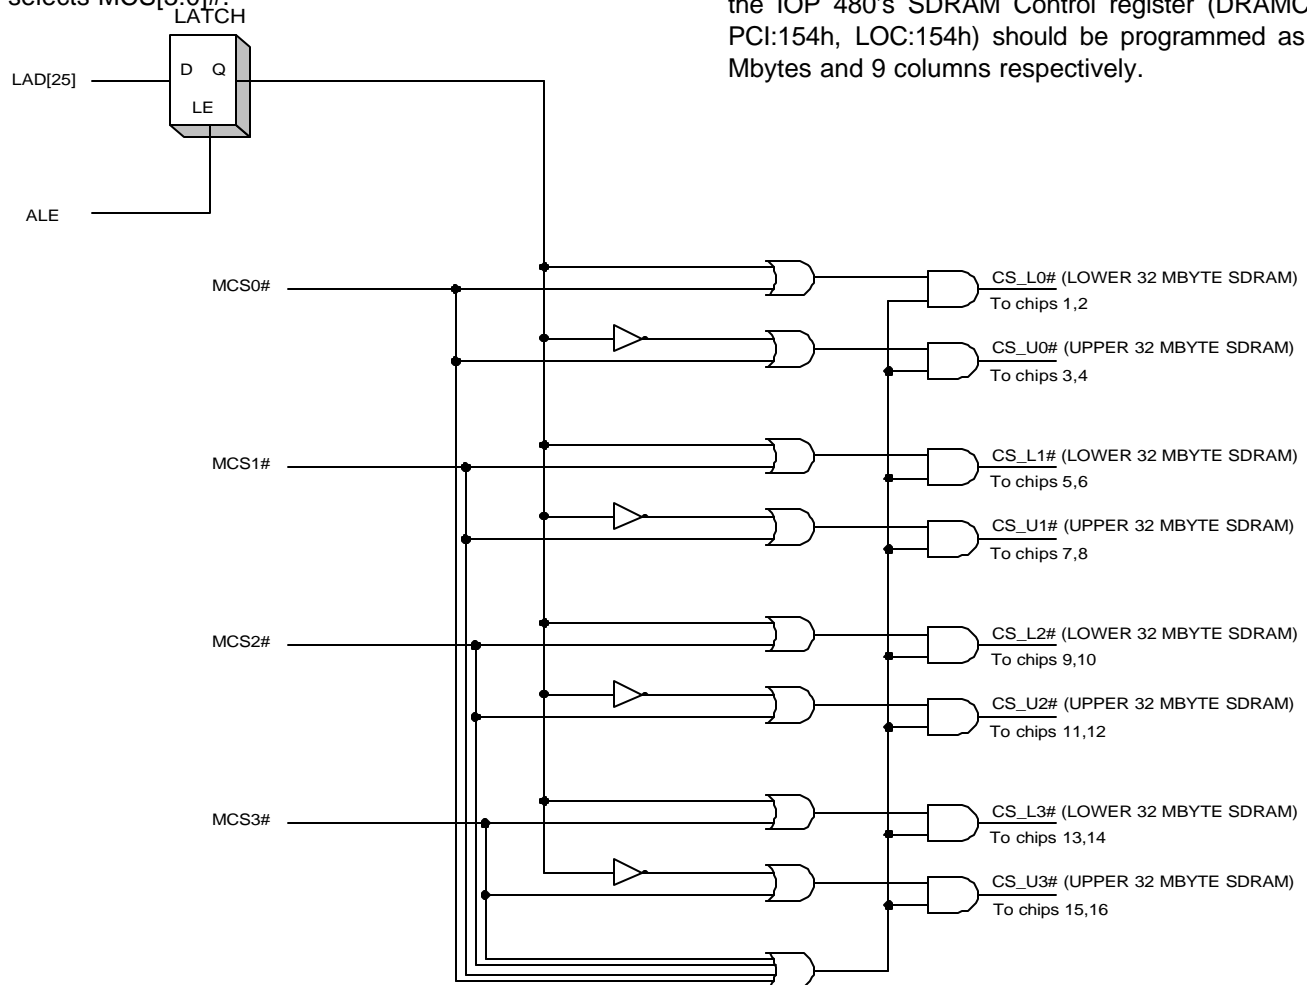 selects MCS[3:0]#.
the IOP 480's SDRAM Control register (DRAMC
PCI:154h, LOC:154h) should be programmed as
Mbytes and 9 columns respectively.
LATCH
D Q
LE
LAD[25]
ALE
MCS0#
CS_L0# (LOWER 32 MBYTE SDRAM)
To chips 1,2
CS_U0# (UPPER 32 MBYTE SDRAM)
To chips 3,4
MCS1#
CS_L1# (LOWER 32 MBYTE SDRAM)
To chips 5,6
CS_U1# (UPPER 32 MBYTE SDRAM)
To chips 7,8
MCS2#
CS_L2# (LOWER 32 MBYTE SDRAM)
To chips 9,10
CS_U2# (UPPER 32 MBYTE SDRAM)
To chips 11,12
MCS3#
CS_L3# (LOWER 32 MBYTE SDRAM)
To chips 13,14
CS_U3# (UPPER 32 MBYTE SDRAM)
To chips 15,16